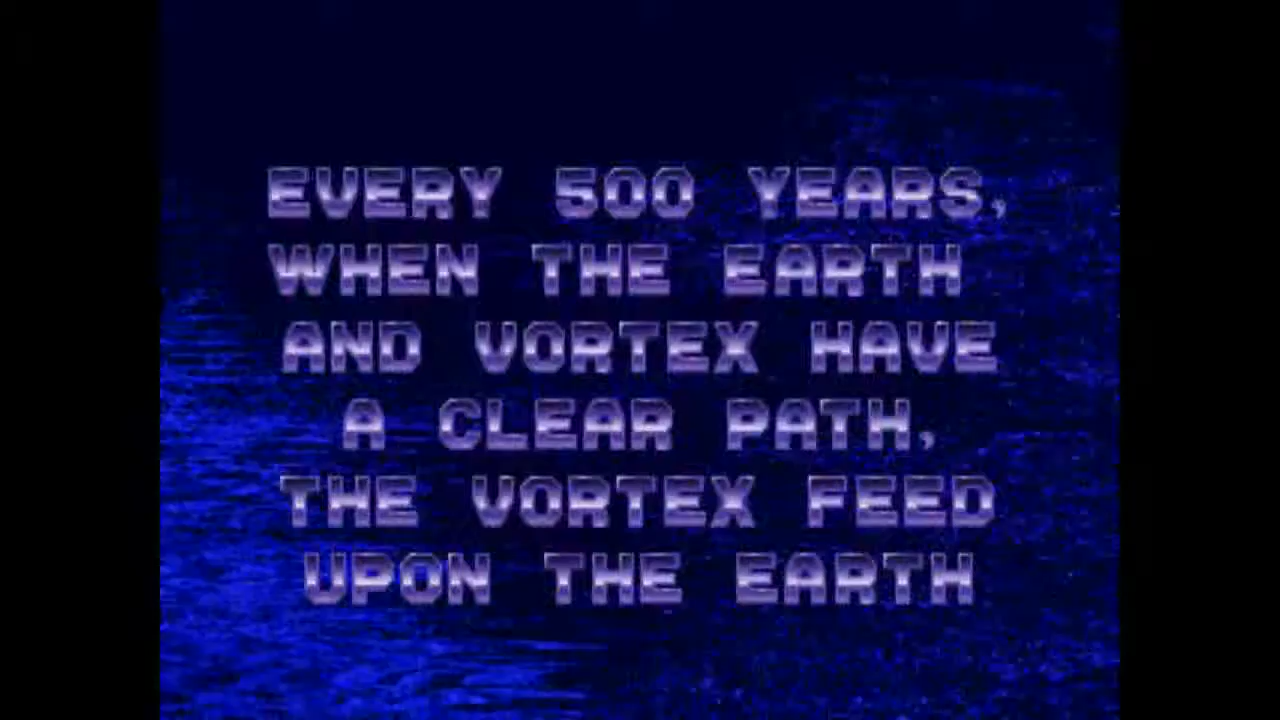 EVERY 500 YEARS,
WHEN THE EARTH
AND VORTEX HAVE
A CLEAR PATH,
THE VORTEX FEED
UPON THE EARTH